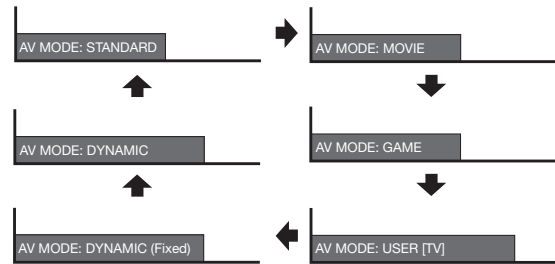 AV MODE: STANDARD
AV MODE: MOVIE
AV MODE: DYNAMIC
AV MODE: GAME
AV MODE: DYNAMIC (Fixed)
AV MODE: USER [TV]